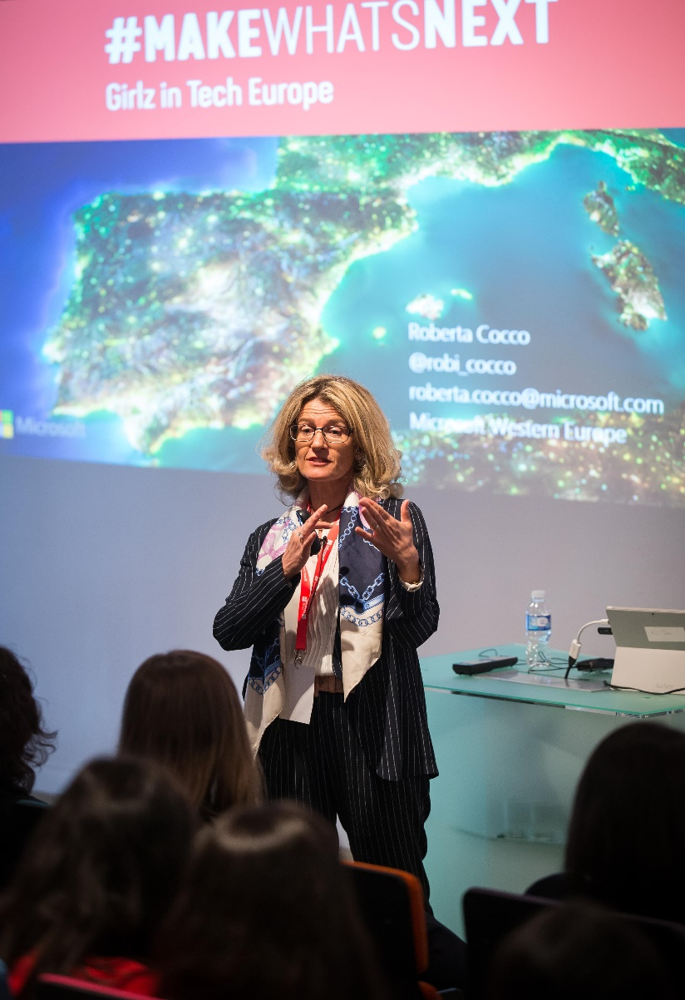 #MAKEWHATSNEXT
Girlz in Tech Europe
Roberta Cocco
@robi_cocco
roberta.cocco@microsoft.com
Microsoft Western Europe
Microsoft